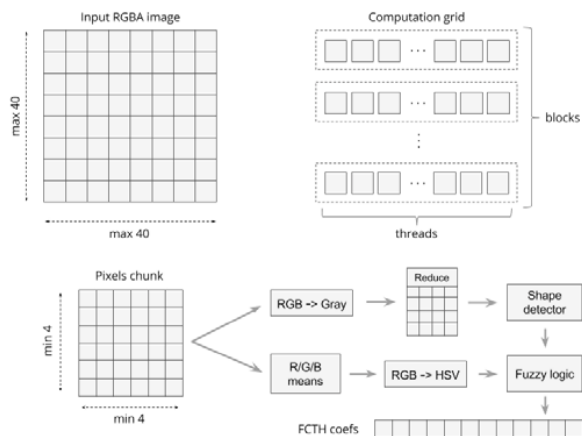 Input RGBA image
Computation grid
max 40
max 40
blocks
threads
Pixels chunk
min 4
min 4
RGB -> Gray
Reduce
Shape
detector
R/G/B
means
RGB -> HSV
Fuzzy logic
FCTH coefs